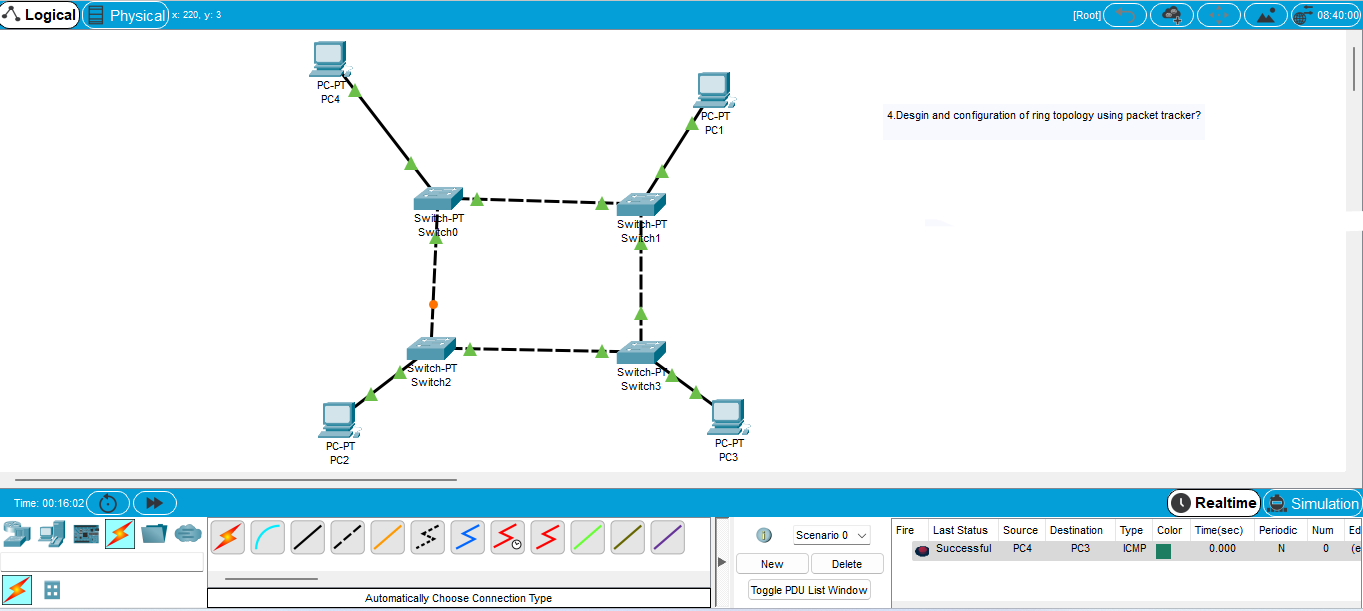 Logical Physical x: 220, y: 3 [Root] 08:40:00
PC-PT
PC4
PC-PT
PC1
4.Desgin and configuration of ring topology using packet tracker?
Switch-PT
Switch0
Switch-PT
Switch1
Switch-PT
Switch2
Switch-PT
Switch3
PC-PT
PC2
PC-PT
PC3
Time: 00:16:02 Realtime Simulation
Scenario 0
New Delete
Toggle PDU List Window
Fire Last Status Source Destination Type Color Time(sec) Periodic Num Ed
Successful PC4 PC3 ICMP 0.000 N 0 (e
Automatically Choose Connection Type